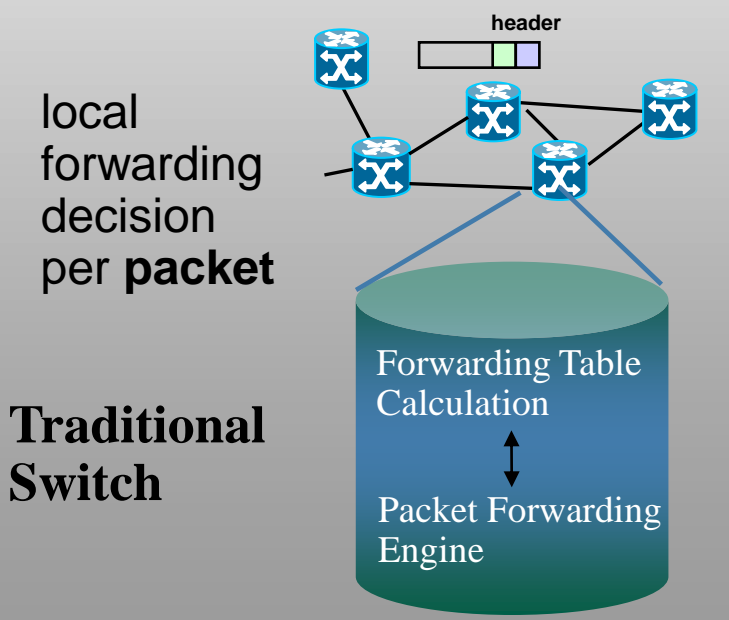 header
local
forwarding
decision
per packet
Forwarding Table
Calculation
Traditional
Switch
Packet Forwarding
Engine